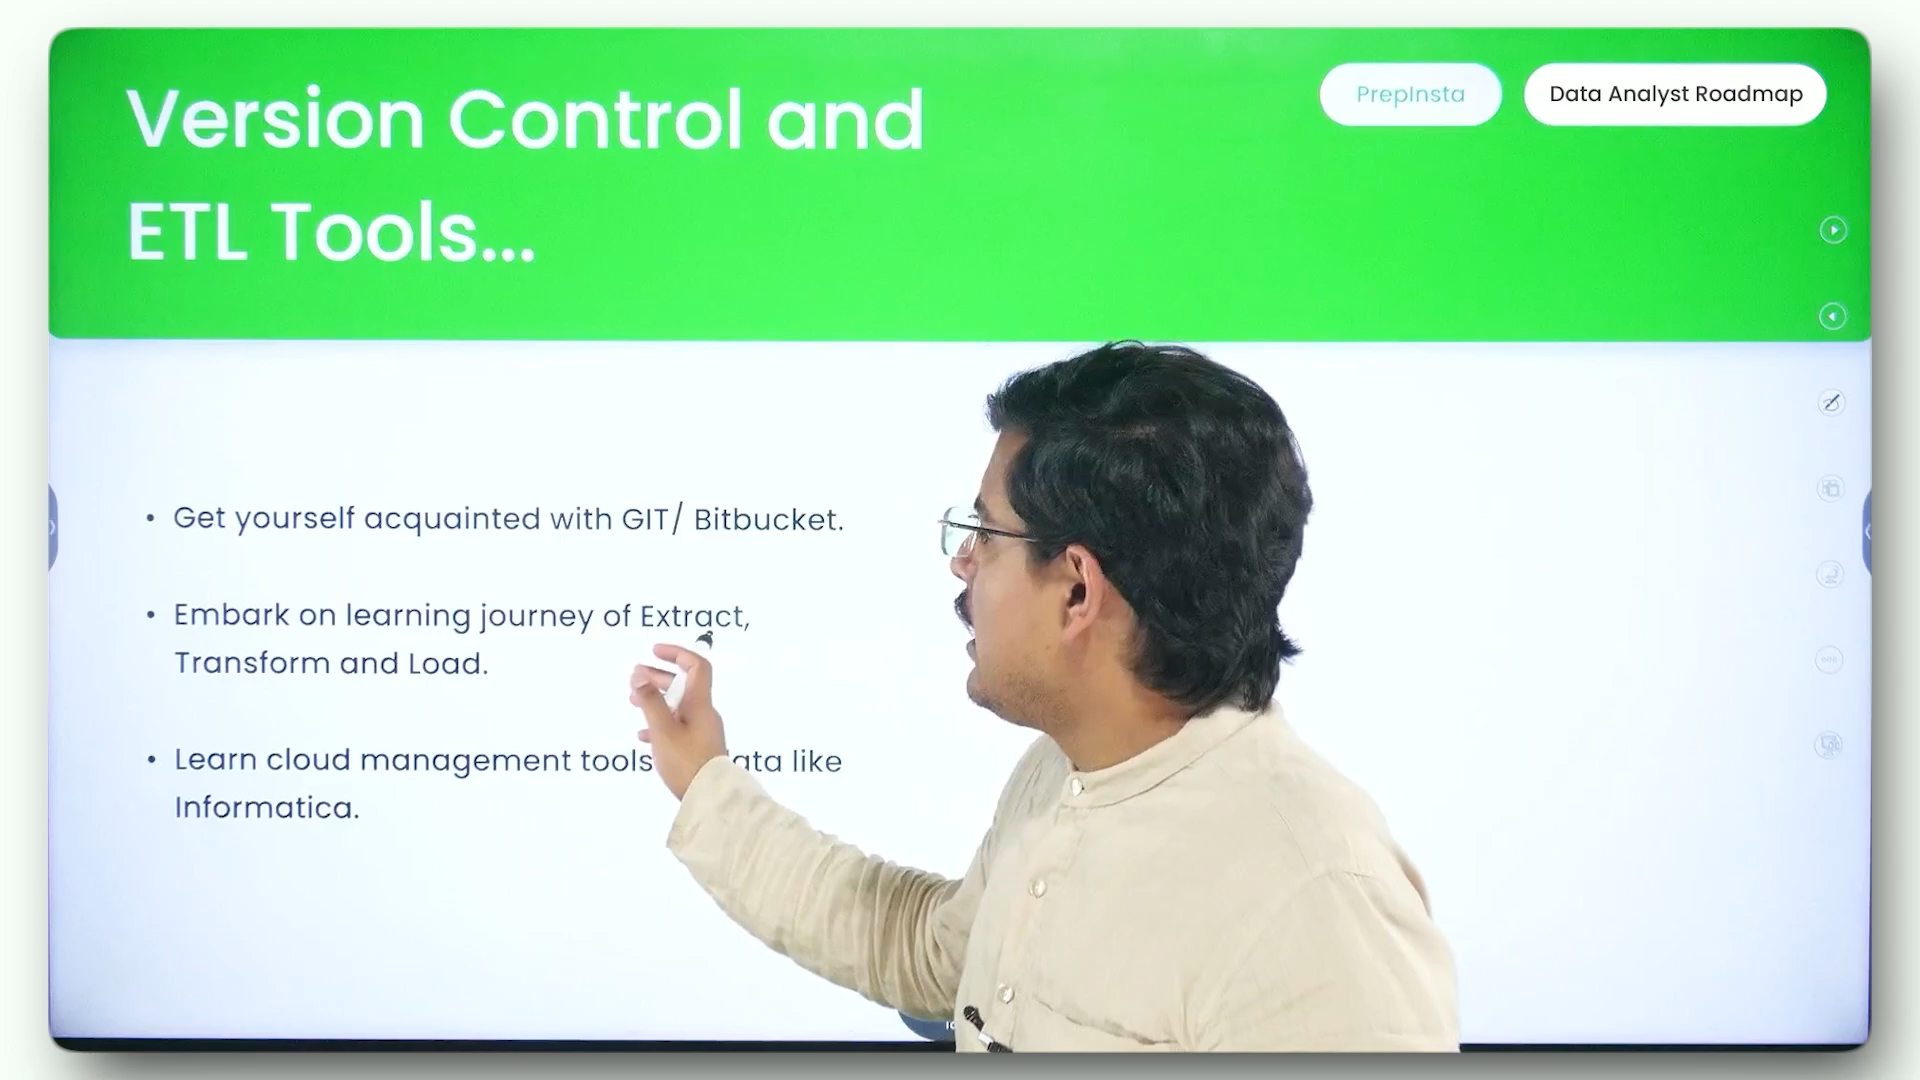 Version Control and
ETL Tools...
PrepInsta
Data Analyst Roadmap
• Get yourself acquainted with GIT/ Bitbucket.
• Embark on learning journey of Extract,
Transform and Load.
• Learn cloud management tools like
Informatica.